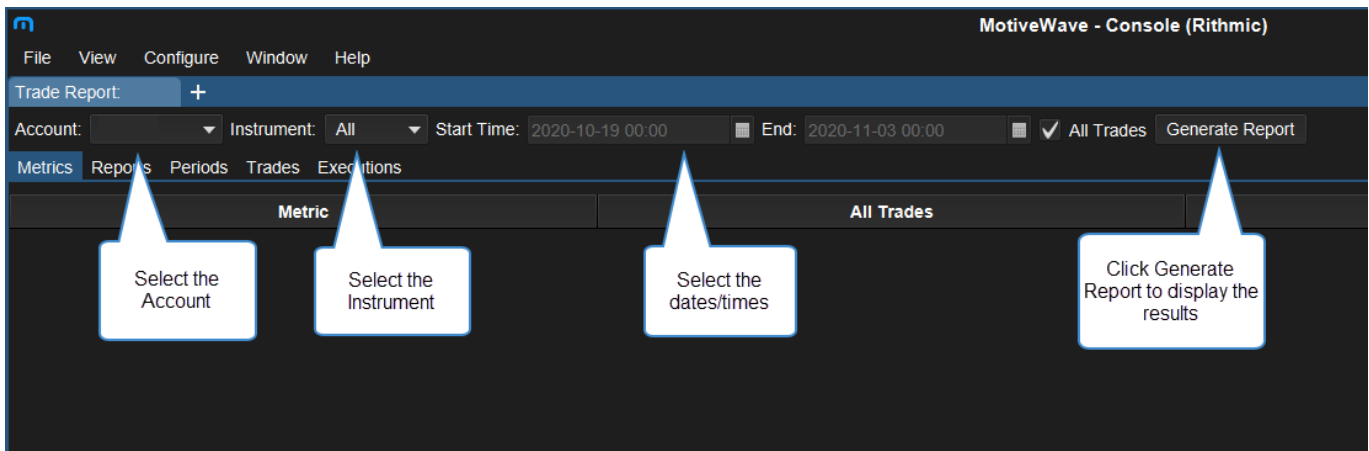 MotiveWave - Console (Rithmic)
File View Configure Window Help
Trade Report: +
Account: Instrument: All Start Time: 2020-10-19 00:00 End: 2020-11-03 00:00 All Trades Generate Report
Metrics Reports Periods Trades Executions
Metric All Trades
Select the
Account
Select the
Instrument
Select the
dates/times
Click Generate
Report to display the
results